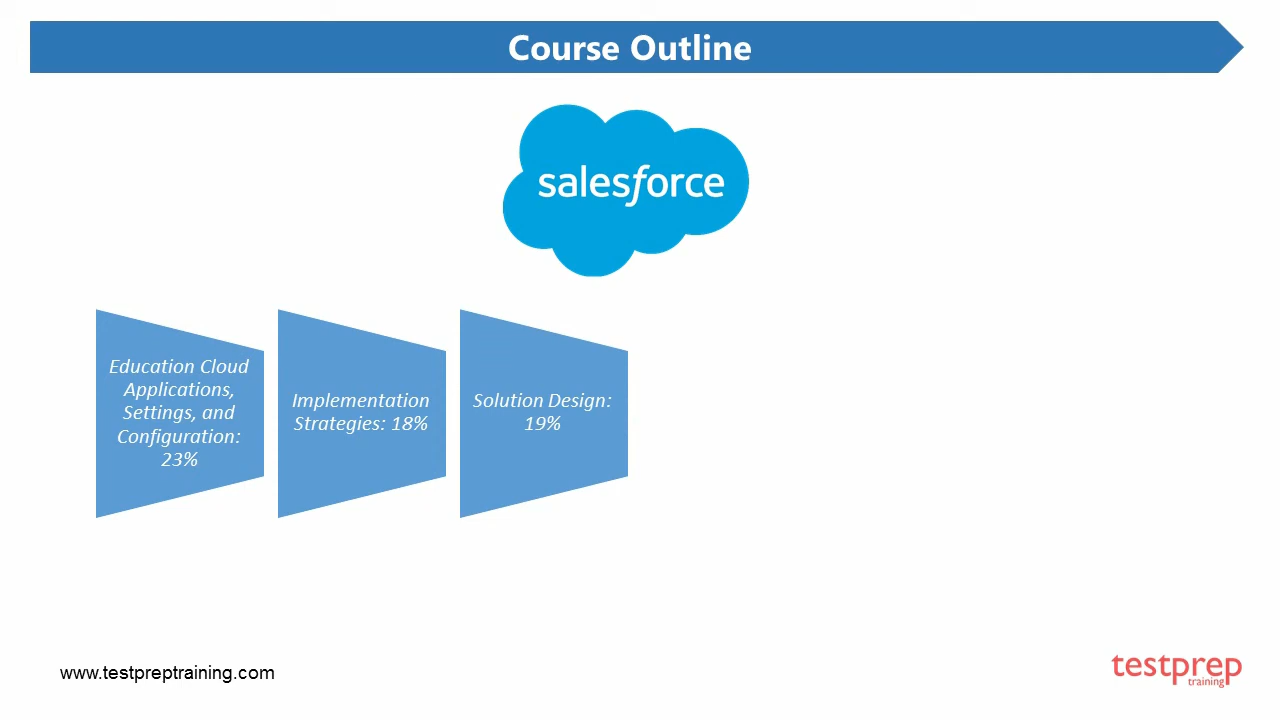 Course Outline
salesforce
Education Cloud
Applications,
Settings, and
Configuration:
23%
Implementation
Strategies: 18%
Solution Design:
19%
www.testpreptraining.com
testprep
training